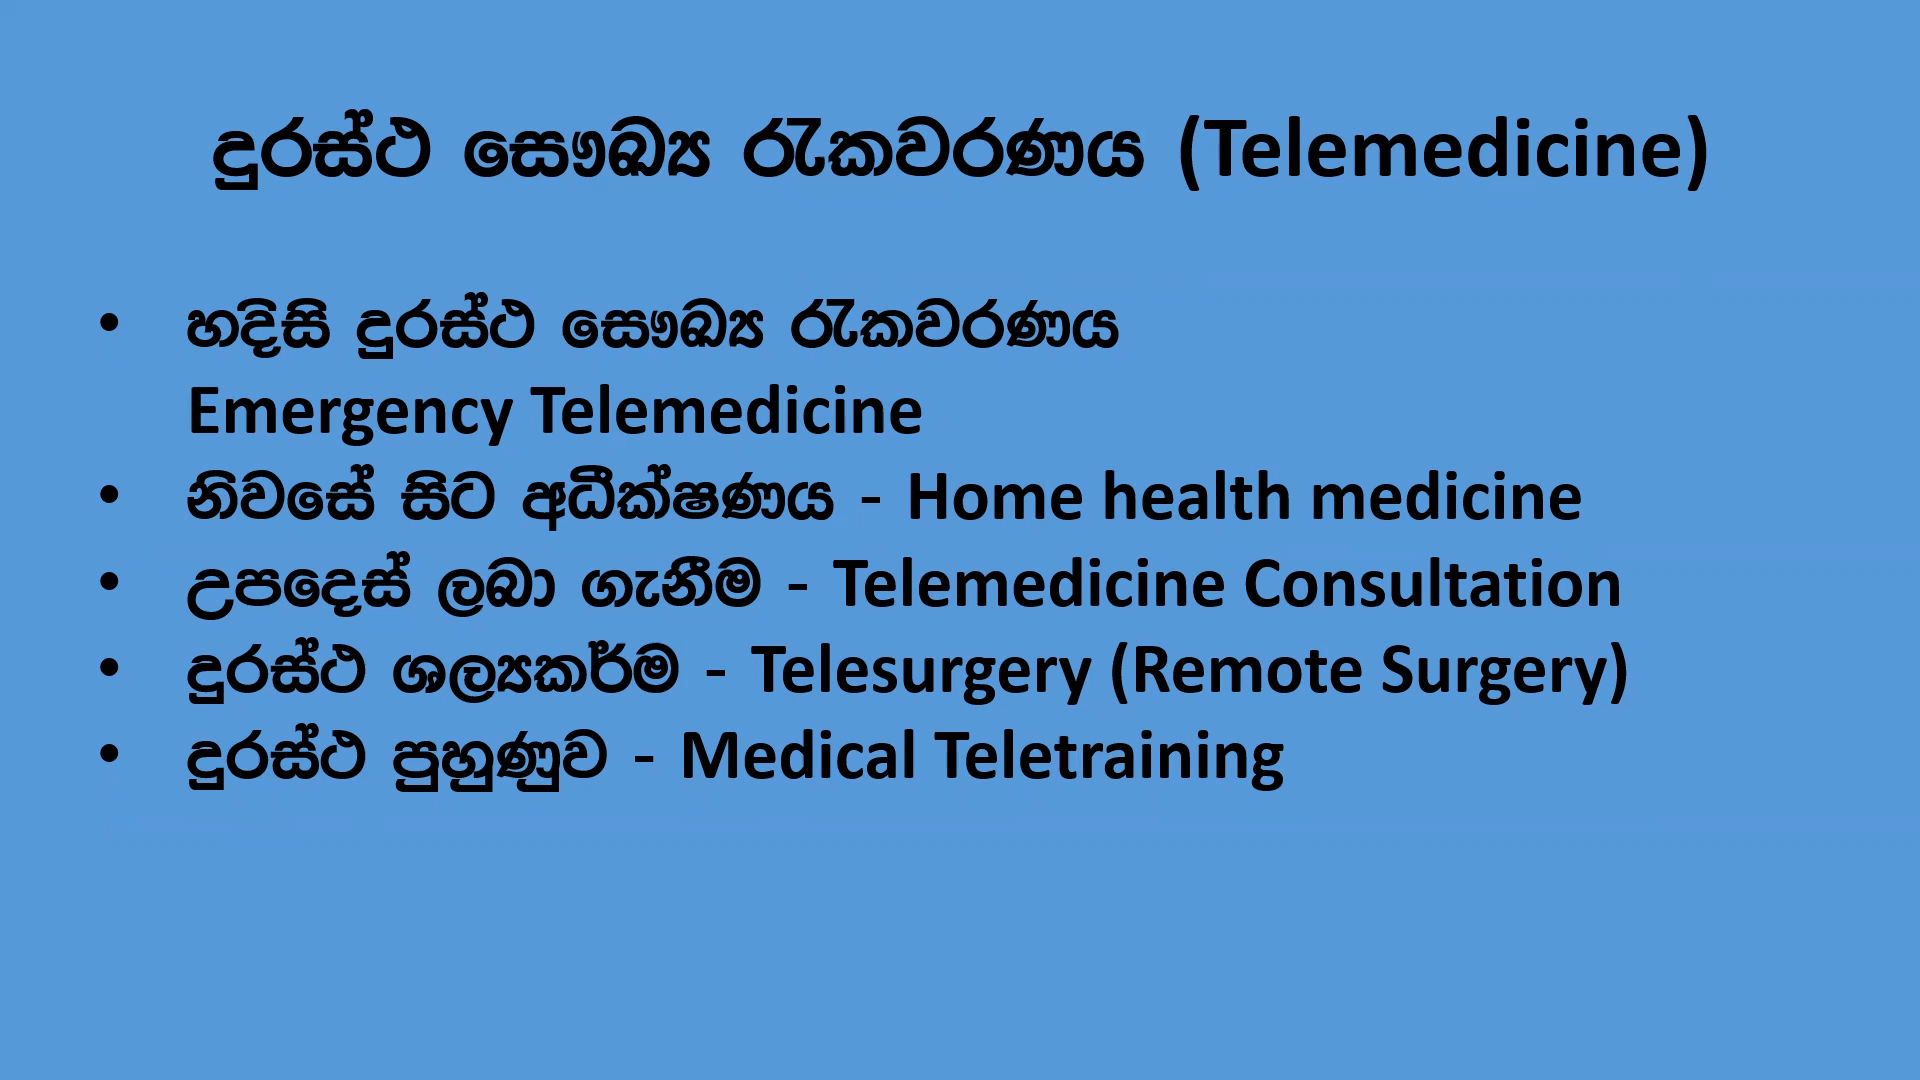 දුරස්ථ සෞඛ්‍ය රැකවරණය (Telemedicine)
• හදිසි දුරස්ථ සෞඛ්‍ය රැකවරණය
Emergency Telemedicine
• නිවසේ සිට අධීක්ෂණය - Home health medicine
• උපදෙස් ලබා ගැනීම - Telemedicine Consultation
• දුරස්ථ ශල්‍යකර්ම - Telesurgery (Remote Surgery)
• දුරස්ථ පුහුණුව - Medical Teletraining